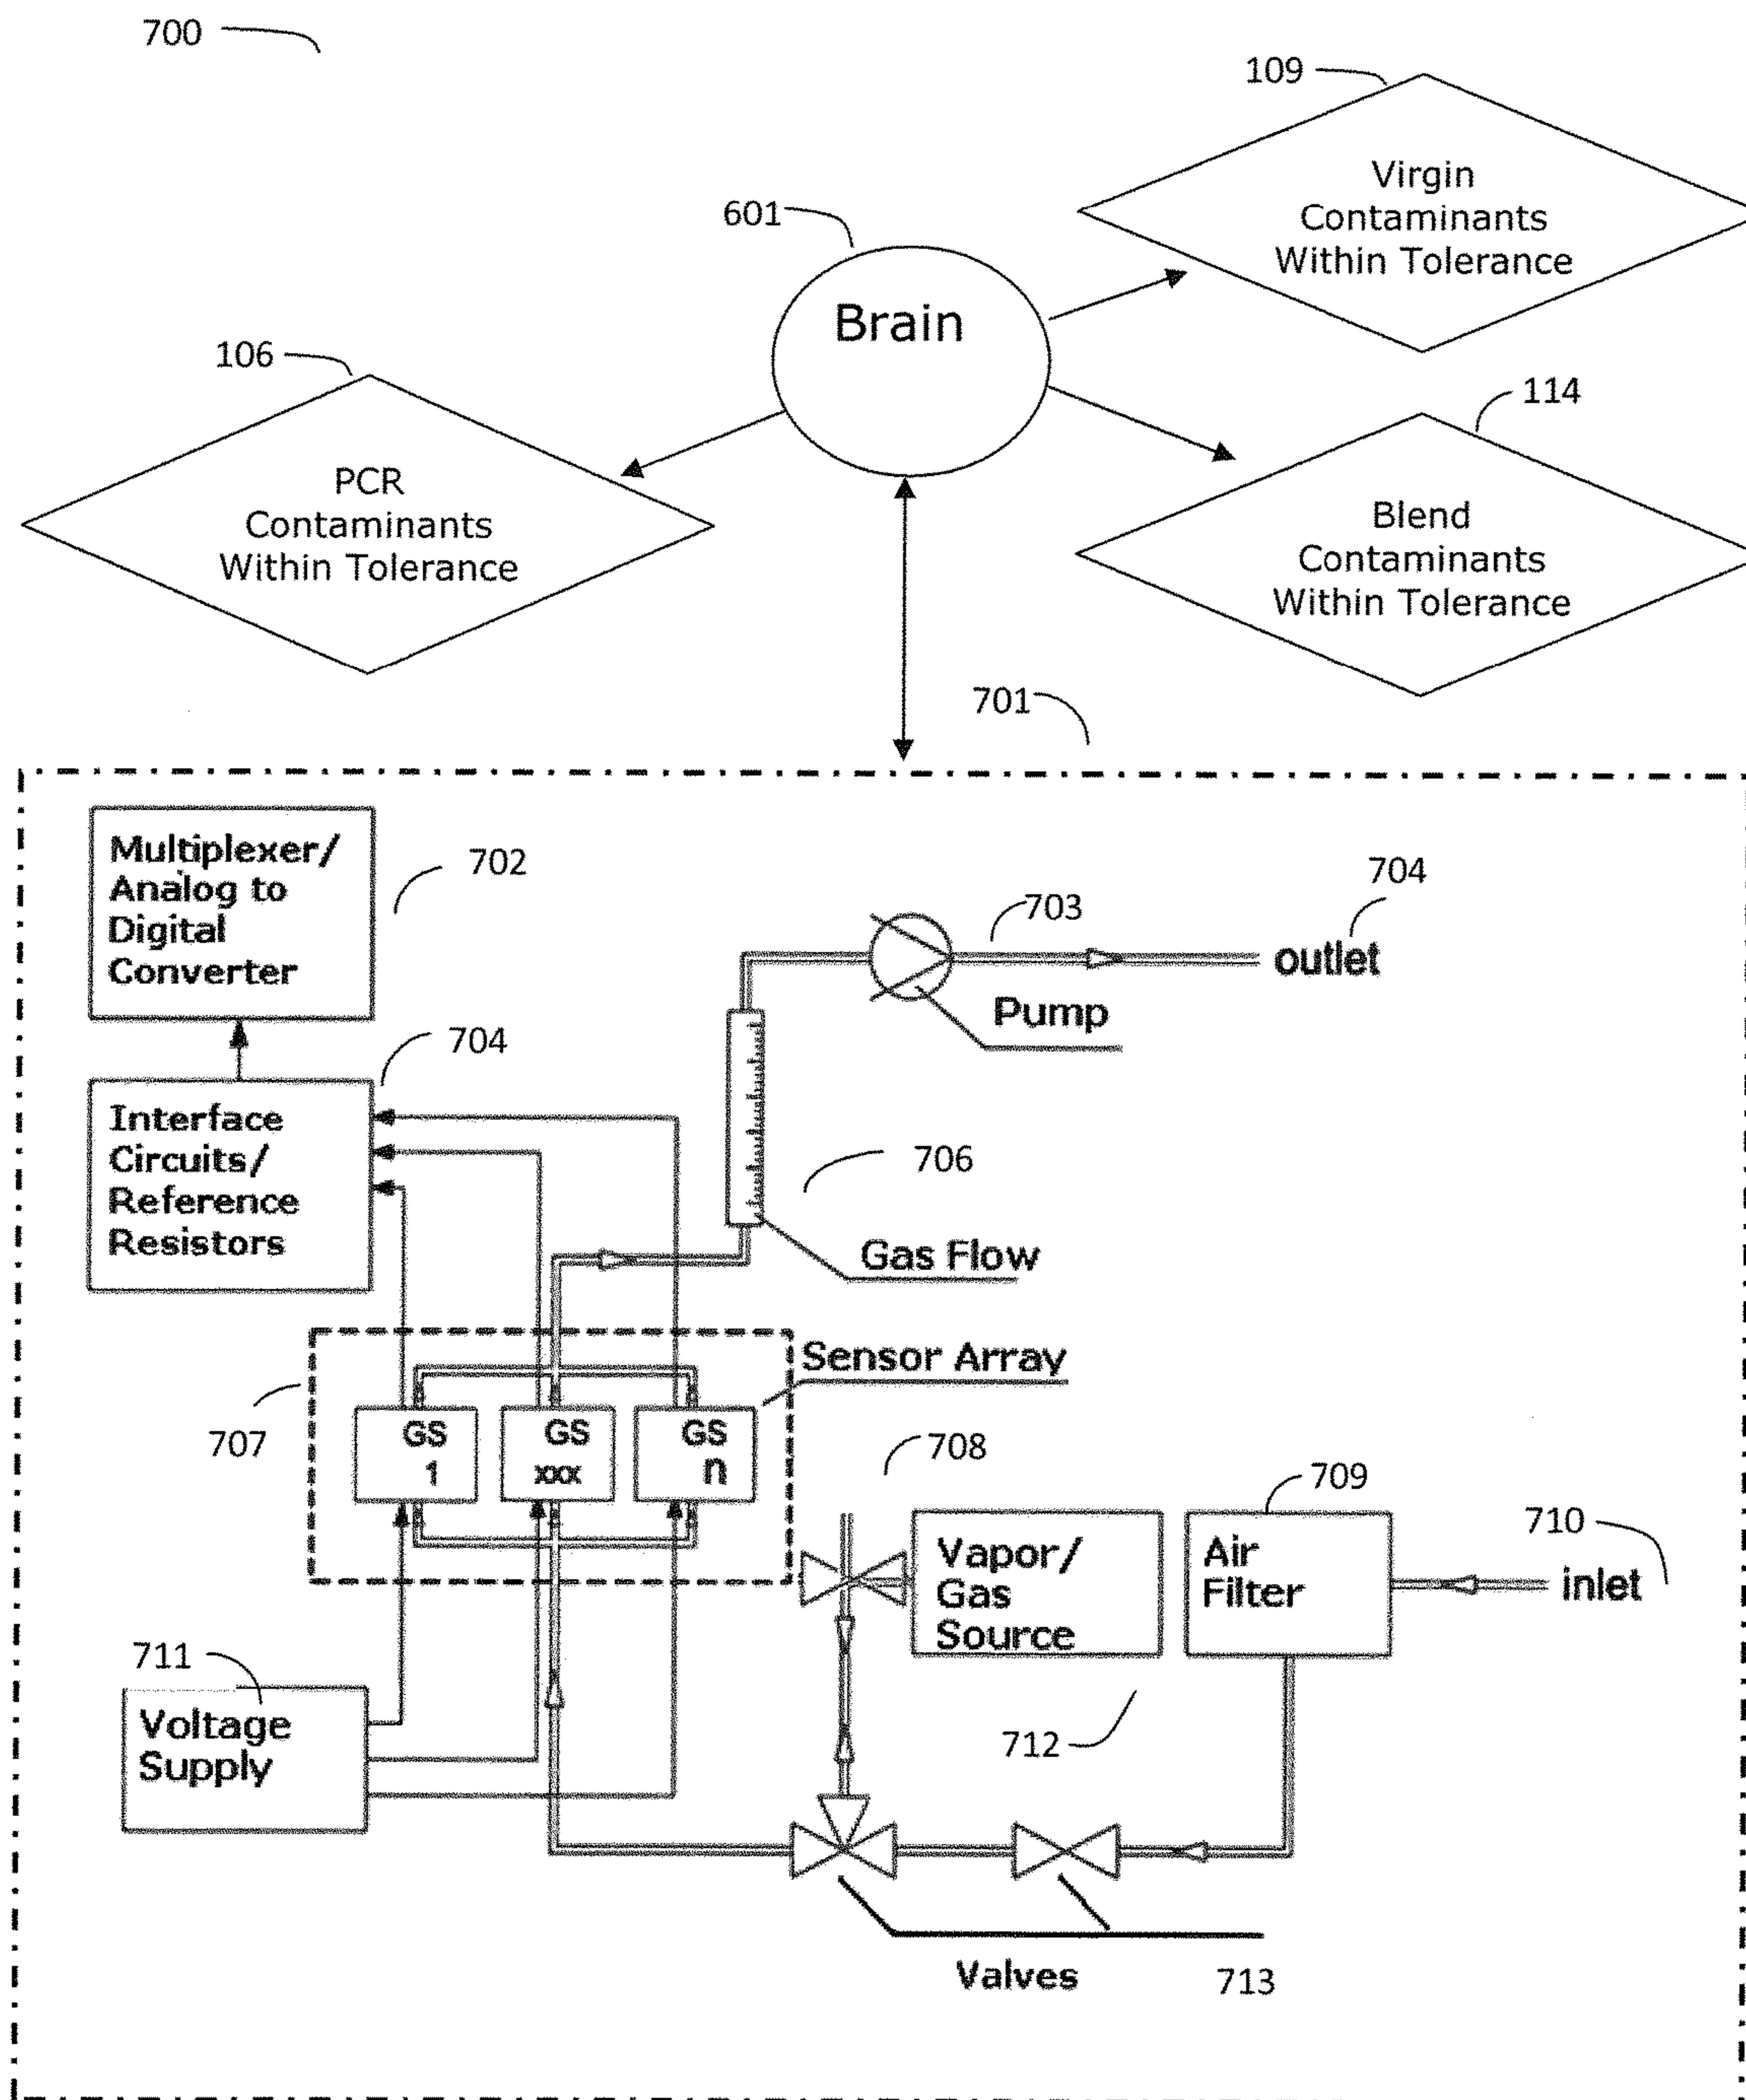 700
109
Virgin
Contaminants
Within Tolerance
601
Brain
106
PCR
Contaminants
Within Tolerance
114
Blend
Contaminants
Within Tolerance
701
Multiplexer/
Analog to
Digital
Converter
702
703
704
outlet
Pump
704
Interface
Circuits/
Reference
Resistors
706
Gas Flow
Sensor Array
707
GS
1
GS
xxx
GS
n
708
709
710
Vapor/
Gas
Source
Air
Filter
inlet
711
Voltage
Supply
712
Valves
713